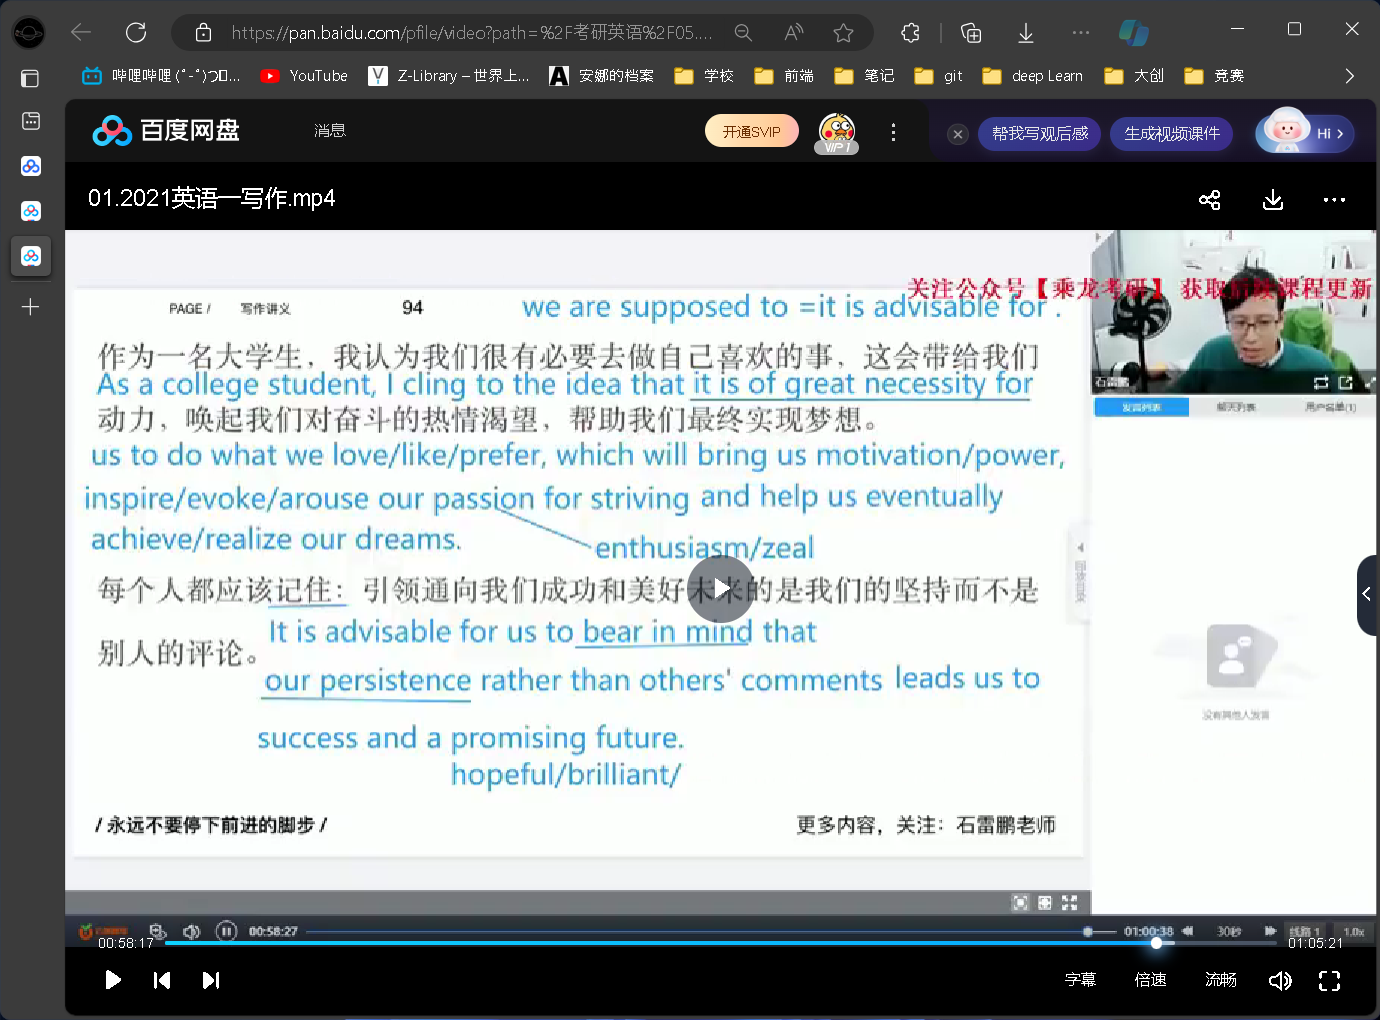 https://pan.baidu.com/pfile/video?path=%2F考研英语%2F05....
哔哩哔哩 (゜-゜)つロ...
YouTube
Z-Library – 世界上...
安娜的档案
学校
前端
笔记
git
deep Learn
大创
竞赛
百度网盘
消息
开通SVIP
VIP 1
帮我写观后感
生成视频课件
Hi
01.2021英语一写作.mp4
关注公众号【乘龙考研】 获取后续课程更新
PAGE / 写作讲义 94
we are supposed to =it is advisable for .
作为一名大学生，我认为我们很有必要去做自己喜欢的事，这会带给我们
As a college student, I cling to the idea that it is of great necessity for
动力，唤起我们对奋斗的热情渴望，帮助我们最终实现梦想。
us to do what we love/like/prefer, which will bring us motivation/power,
inspire/evoke/arouse our passion for striving and help us eventually
achieve/realize our dreams.
enthusiasm/zeal
每个人都应该记住：引领通向我们成功和美好未来的是我们的坚持而不是
It is advisable for us to bear in mind that
别人的评论。
our persistence rather than others' comments leads us to
success and a promising future.
hopeful/brilliant/
/ 永远不要停下前进的脚步 /
更多内容，关注：石雷鹏老师
石雷鹏
发言列表
聊天列表
用户名单(1)
没有其他人发言
00:58:27
01:00:38
30秒
线路 1
1.0x
00:58:17
01:05:21
字幕
倍速
流畅